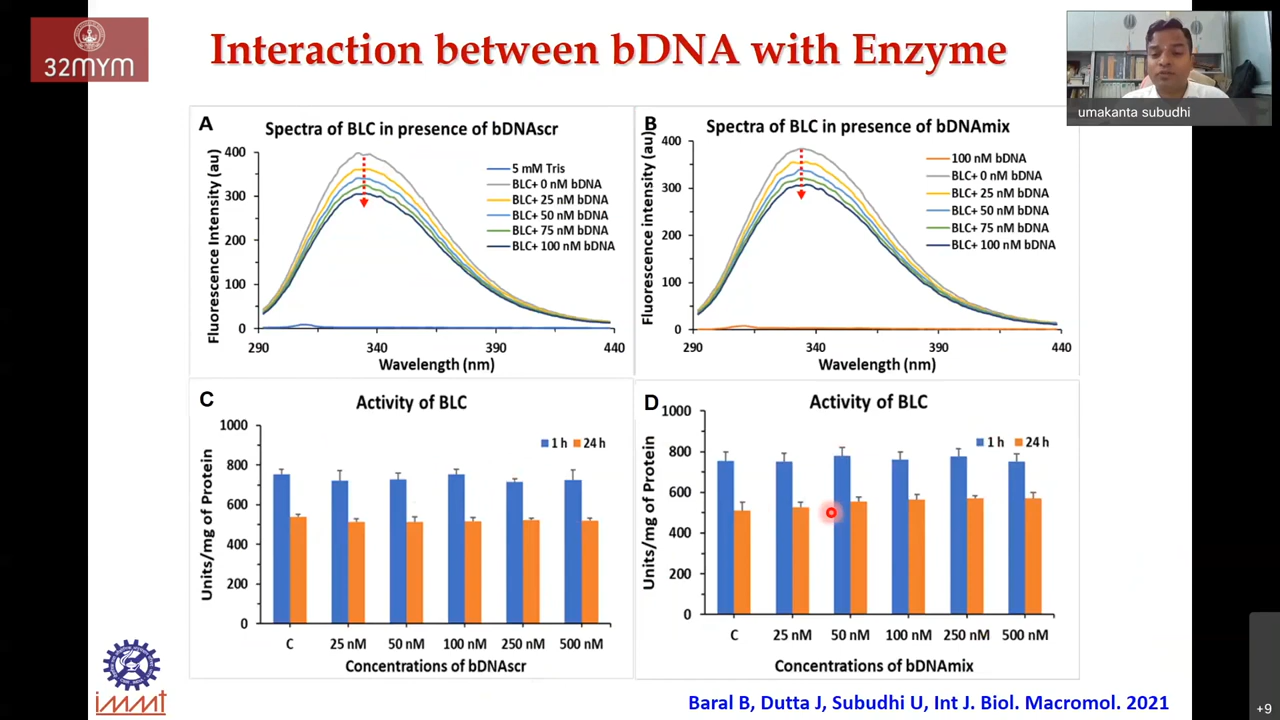 32MYM
Interaction between bDNA with Enzyme
umakanta subudhi
A
Spectra of BLC in presence of bDNAscr
Fluorescence Intensity (au)
400
300
200
100
0
5 mM Tris
BLC+ 0 nM bDNA
BLC+ 25 nM bDNA
BLC+ 50 nM bDNA
BLC+ 75 nM bDNA
BLC+ 100 nM bDNA
290 340 390 440
Wavelength (nm)
B
Spectra of BLC in presence of bDNAmix
Fluorescence intensity (au)
400
300
200
100
0
100 nM bDNA
BLC+ 0 nM bDNA
BLC+ 25 nM bDNA
BLC+ 50 nM bDNA
BLC+ 75 nM bDNA
BLC+ 100 nM bDNA
290 340 390 440
Wavelength (nm)
C
Activity of BLC
Units/mg of Protein
1000
800
600
400
200
0
1 h 24 h
C 25 nM 50 nM 100 nM 250 nM 500 nM
Concentrations of bDNAscr
D
Activity of BLC
Units/mg of Protein
1000
800
600
400
200
0
1 h 24 h
C 25 nM 50 nM 100 nM 250 nM 500 nM
Concentrations of bDNAmix
immt
Baral B, Dutta J, Subudhi U, Int J. Biol. Macromol. 2021
+9